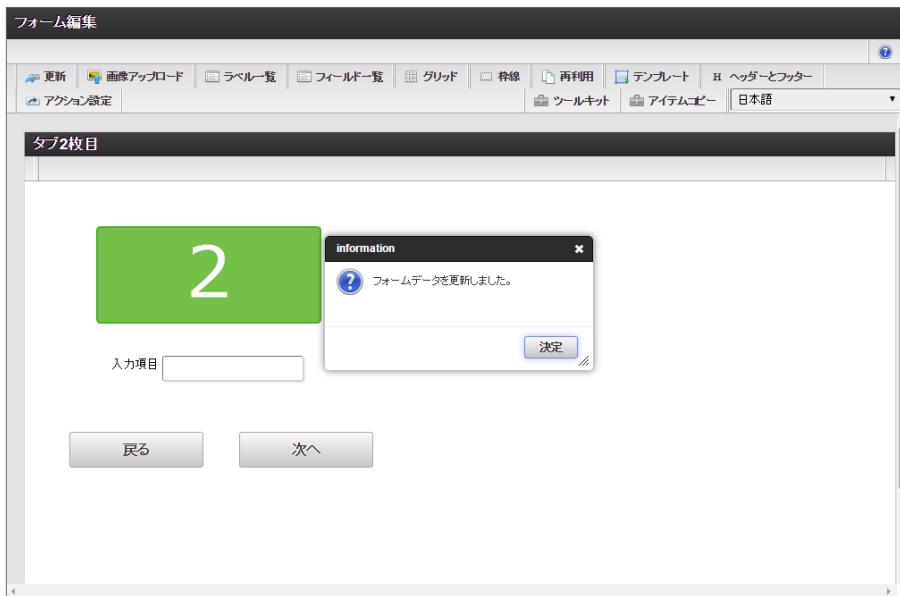 フォーム編集
更新 画像アップロード ラベル一覧 フィールド一覧 グリッド 枠線 再利用 テンプレート H ヘッダーとフッター
アクション設定 ツールキット アイテムコピー 日本語
タブ2枚目
2
information
フォームデータを更新しました。
決定
入力項目
戻る 次へ